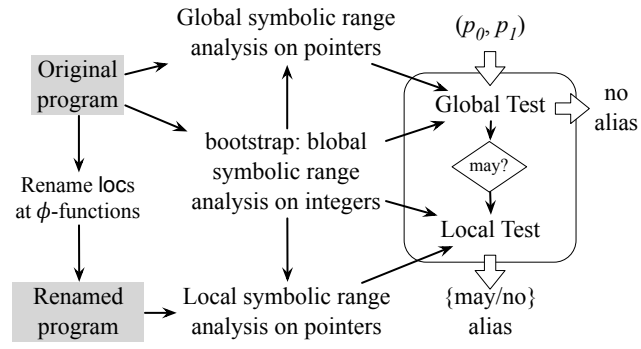 Global symbolic range
analysis on pointers
(p0, p1)
Original
program
Global Test
no
alias
bootstrap: blobal
symbolic range
analysis on integers
may?
Rename locs
at ϕ-functions
Local Test
Renamed
program
Local symbolic range
analysis on pointers
{may/no}
alias